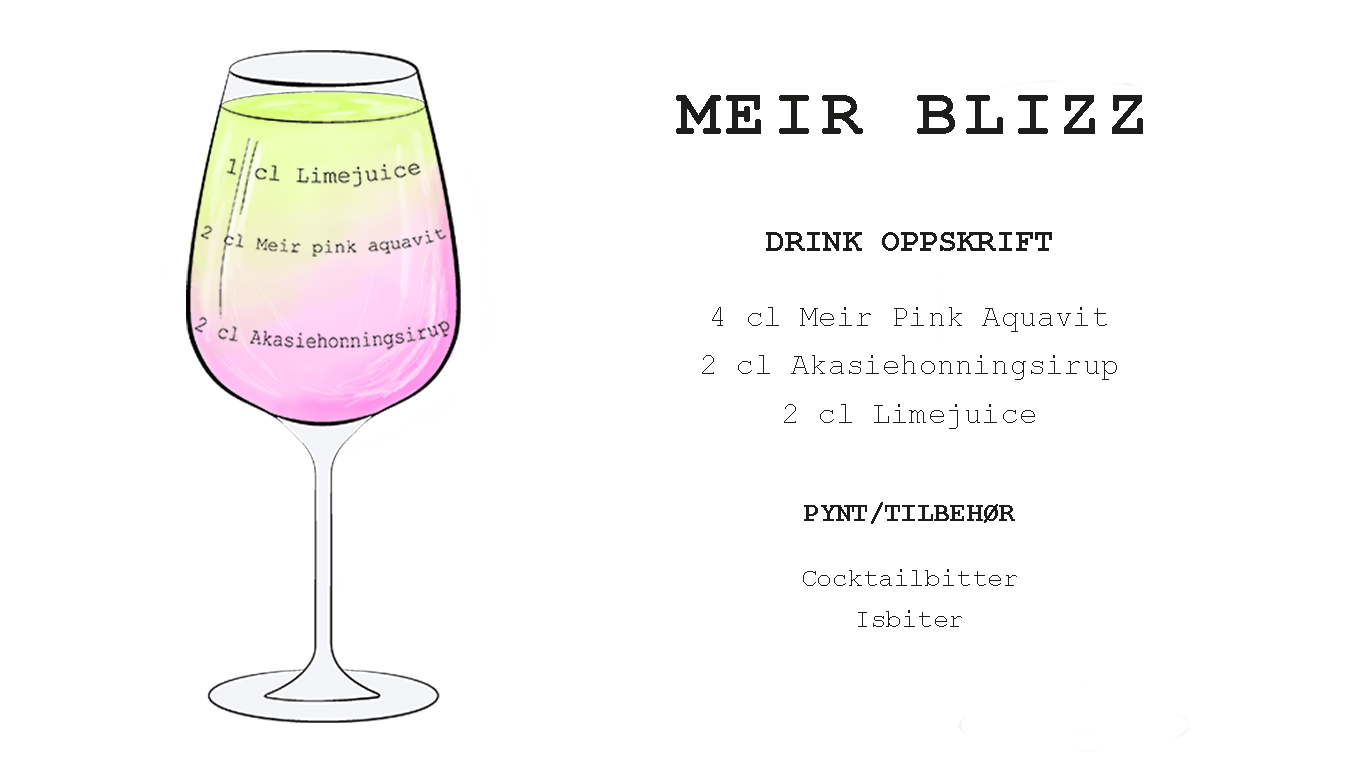 1 cl Limejuice
2 cl Meir pink aquavit
2 cl Akasiehonningsirup
MEIR BLIZZ
DRINK OPPSKRIFT
4 cl Meir Pink Aquavit
2 cl Akasiehonningsirup
2 cl Limejuice
PYNT/TILBEHØR
Cocktailbitter
Isbiter